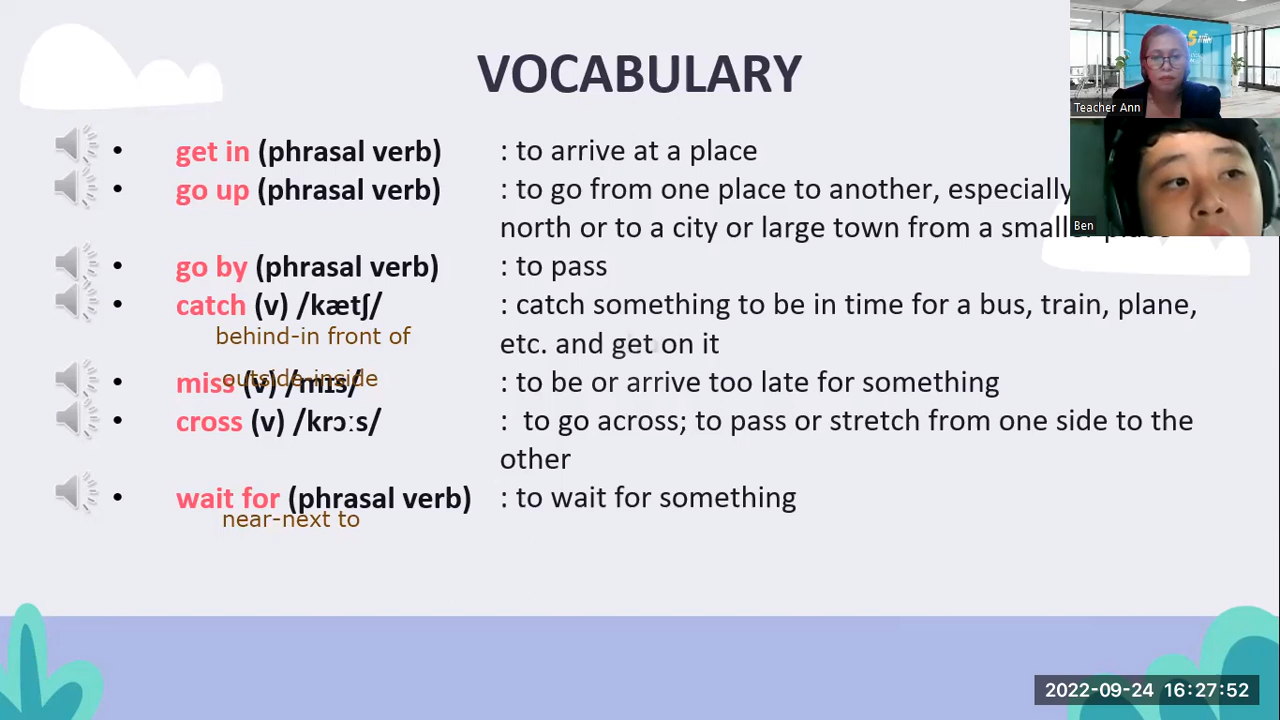 VOCABULARY
Teacher Ann
Ben
• get in (phrasal verb) : to arrive at a place
• go up (phrasal verb) : to go from one place to another, especially
north or to a city or large town from a smaller place
• go by (phrasal verb) : to pass
• catch (v) /kætʃ/ : catch something to be in time for a bus, train, plane,
behind-in front of
etc. and get on it
outside-inside
• miss (v) /mɪs/ : to be or arrive too late for something
• cross (v) /krɔːs/ : to go across; to pass or stretch from one side to the
other
• wait for (phrasal verb) : to wait for something
near-next to
2022-09-24 16:27:52